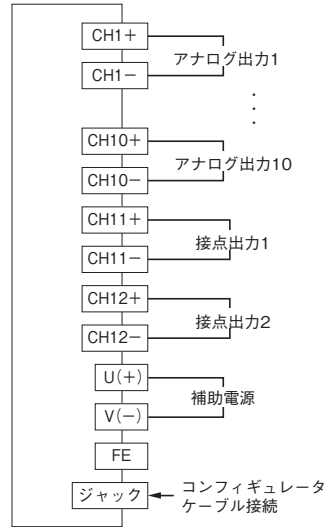 CH1+
アナログ出力1
CH1−
CH10+
アナログ出力10
CH10−
CH11+
接点出力1
CH11−
CH12+
接点出力2
CH12−
U(+)
補助電源
V(−)
FE
ジャック
コンフィギュレータ
ケーブル接続